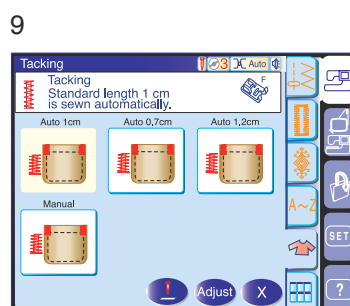 9
Tacking
3 Auto
Tacking
Standard length 1 cm
is sewn automatically.
F
Auto 1cm Auto 0,7cm Auto 1,2cm
Manual
A~Z
SET
Adjust X
?